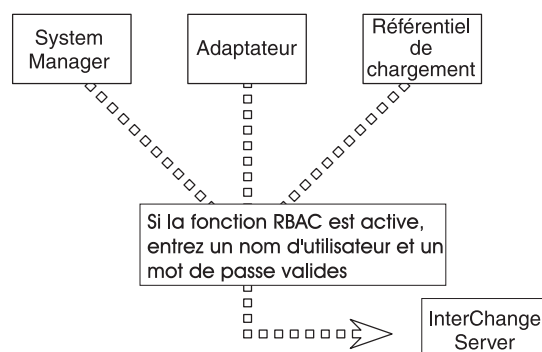 System
Manager
Adaptateur
Référentiel
de
chargement
Si la fonction RBAC est active,
entrez un nom d'utilisateur et un
mot de passe valides
InterChange
Server